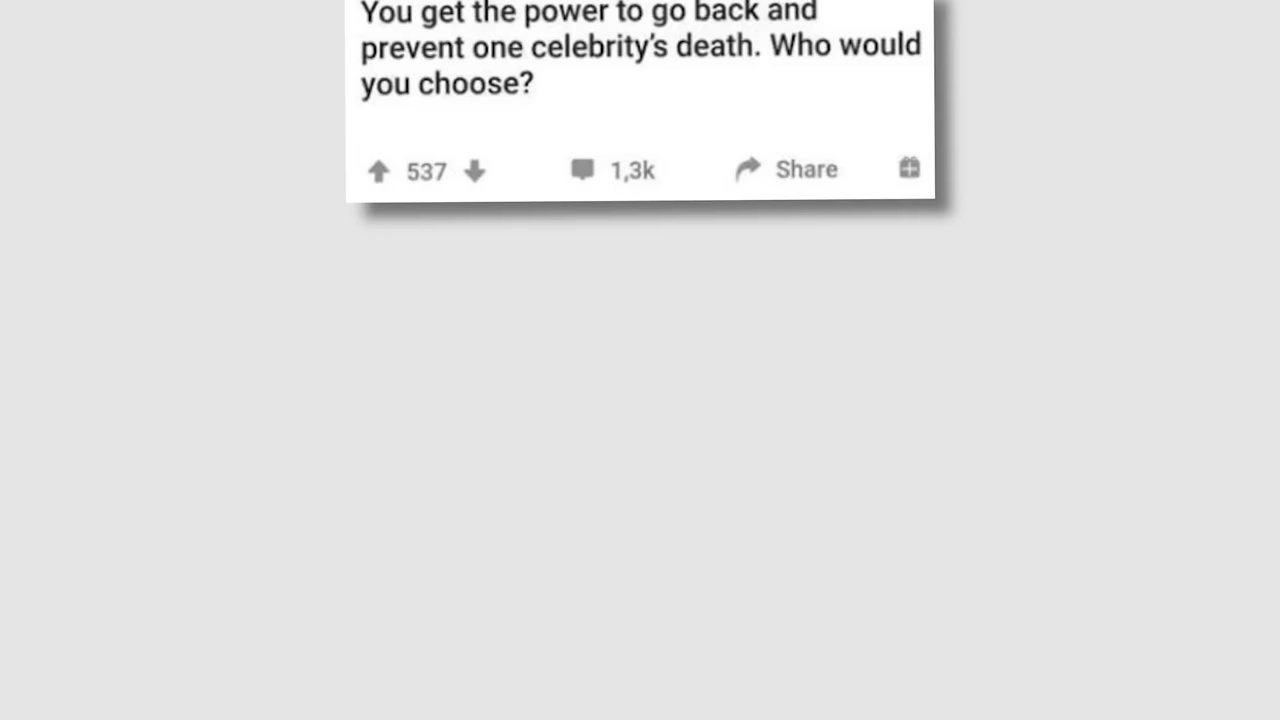 You get the power to go back and
prevent one celebrity's death. Who would
you choose?
537
1,3k
Share